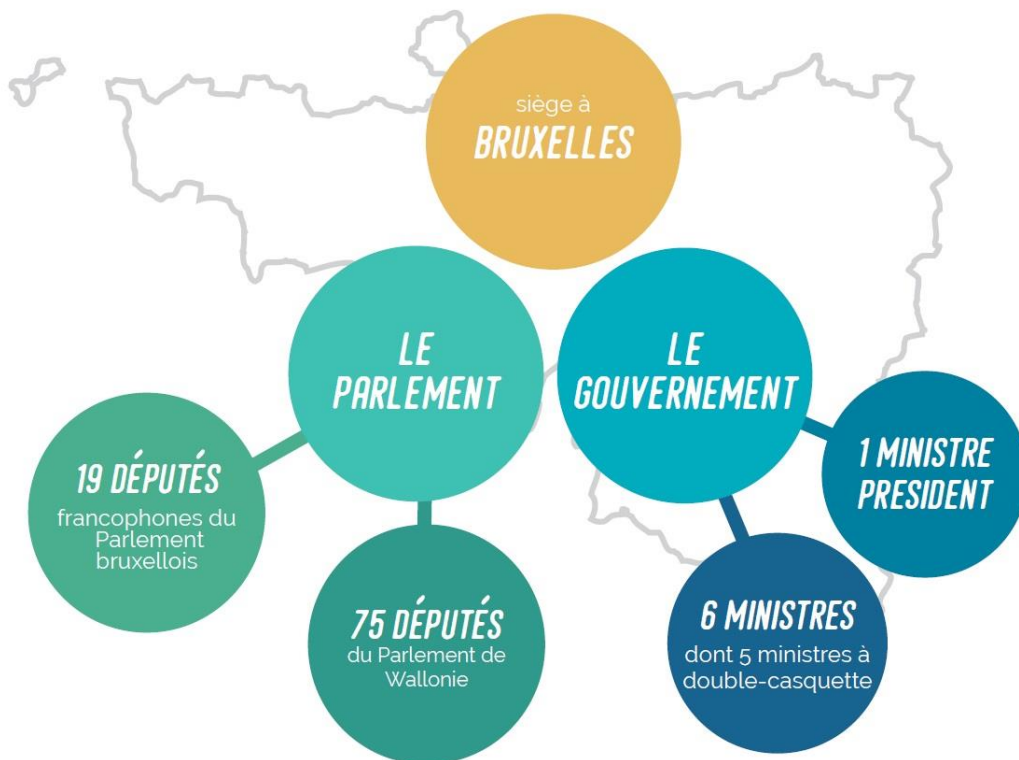 siège à
BRUXELLES
LE
PARLEMENT
LE
GOUVERNEMENT
19 DÉPUTÉS
francophones du
Parlement
bruxellois
75 DÉPUTÉS
du Parlement de
Wallonie
6 MINISTRES
dont 5 ministres à
double-casquette
1 MINISTRE
PRESIDENT